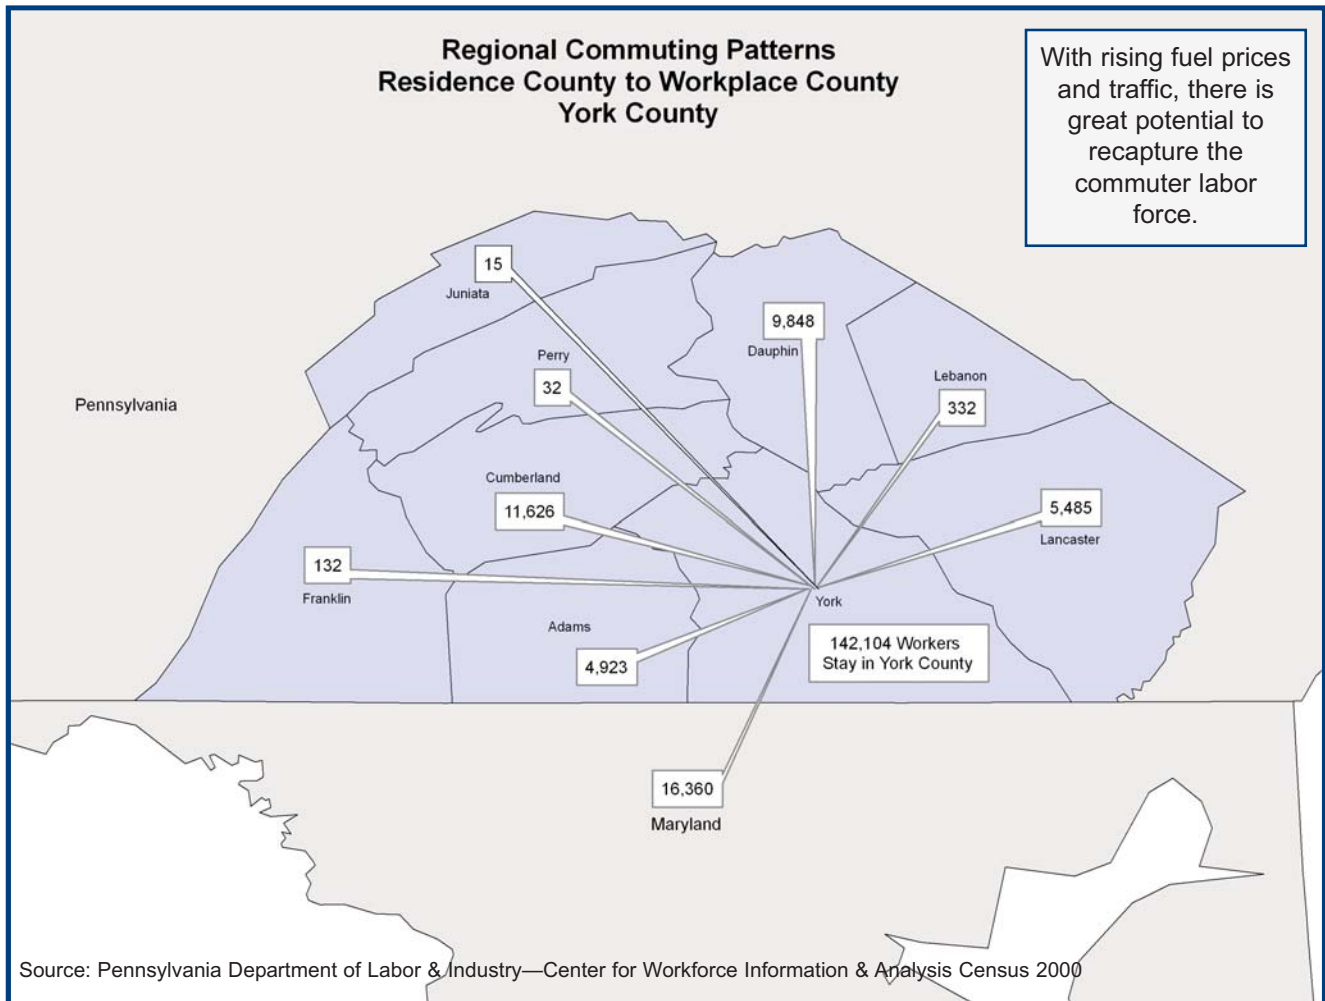 Regional Commuting Patterns
Residence County to Workplace County
York County
With rising fuel prices
and traffic, there is
great potential to
recapture the
commuter labor
force.
15
Juniata
9,848
Dauphin
Perry
32
Lebanon
332
Pennsylvania
Cumberland
11,626
5,485
Lancaster
132
Franklin
York
Adams
4,923
142,104 Workers
Stay in York County
16,360
Maryland
Source: Pennsylvania Department of Labor & Industry—Center for Workforce Information & Analysis Census 2000